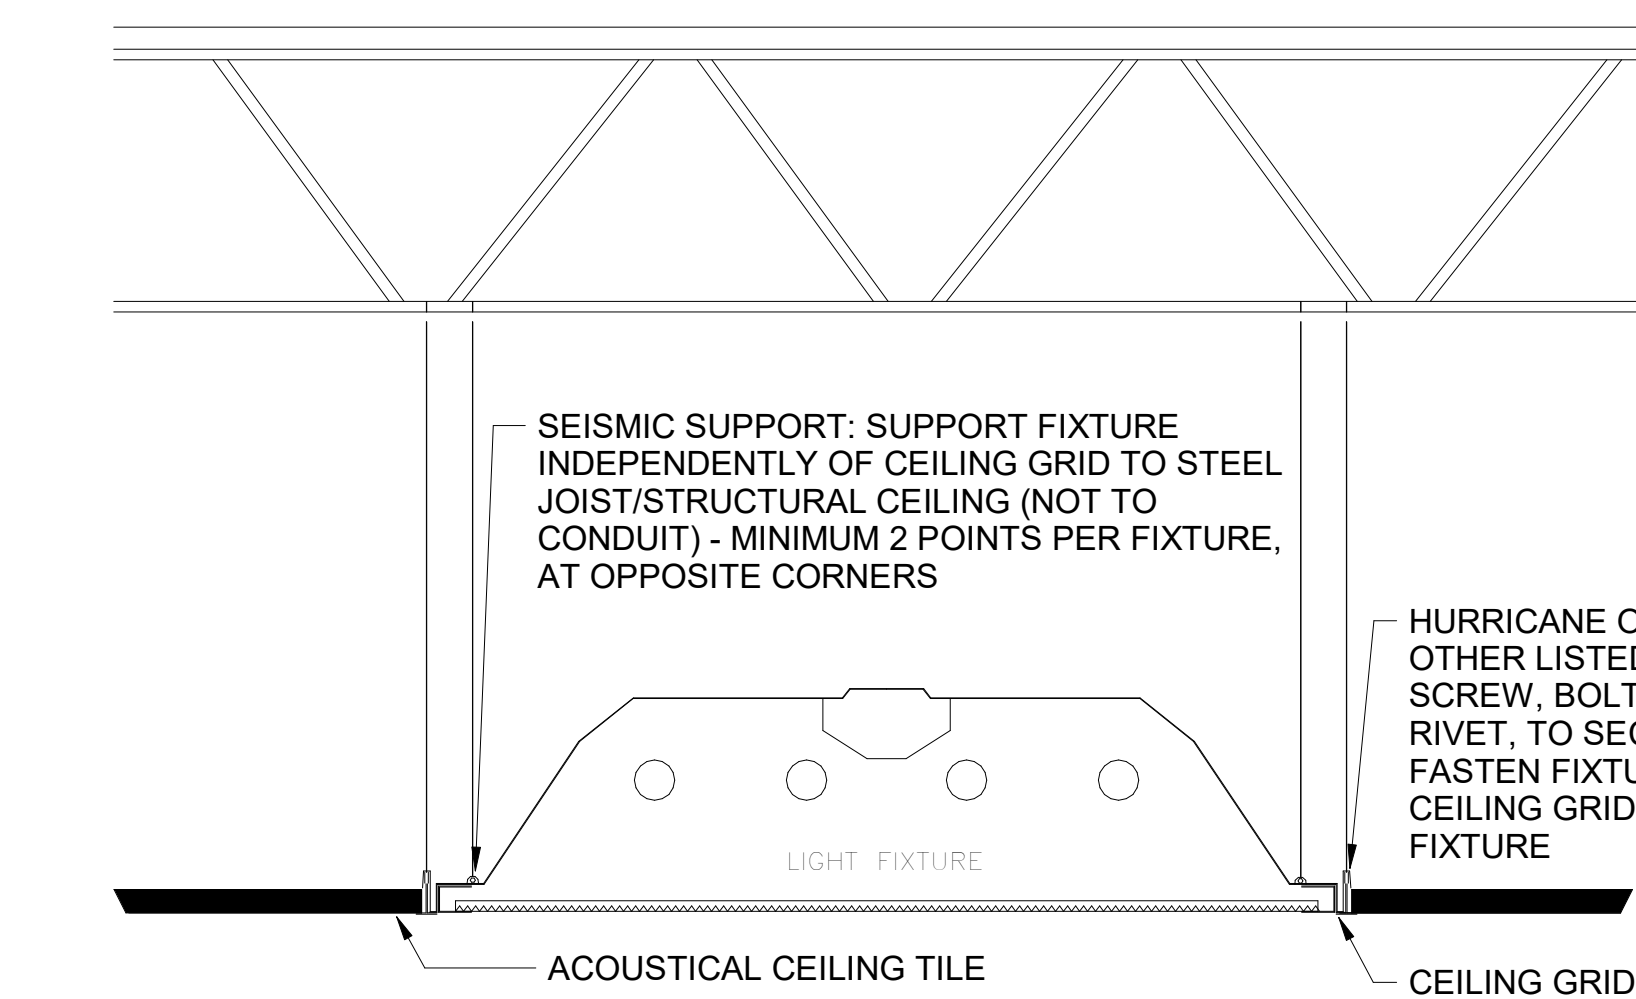 SEISMIC SUPPORT: SUPPORT FIXTURE
INDEPENDENTLY OF CEILING GRID TO STEEL
JOIST/STRUCTURAL CEILING (NOT TO
CONDUIT) - MINIMUM 2 POINTS PER FIXTURE,
AT OPPOSITE CORNERS
HURRICANE
OTHER
SCREW, BOLT
RIVET, TO
FASTEN
CEILING GRID
FIXTURE
LIGHT FIXTURE
ACOUSTICAL CEILING TILE
CEILING GRID